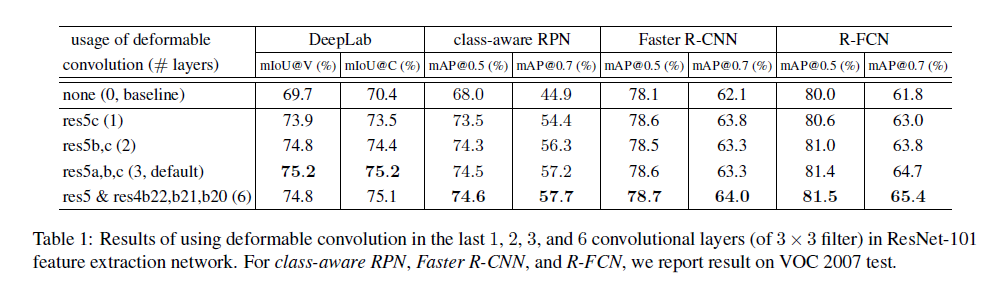 usage of deformable DeepLab class-aware RPN Faster R-CNN R-FCN
convolution (# layers) mIoU@V (%) mIoU@C (%) mAP@0.5 (%) mAP@0.7 (%) mAP@0.5 (%) mAP@0.7 (%) mAP@0.5 (%) mAP@0.7 (%)
none (0, baseline) 69.7 70.4 68.0 44.9 78.1 62.1 80.0 61.8
res5c (1) 73.9 73.5 73.5 54.4 78.6 63.8 80.6 63.0
res5b,c (2) 74.8 74.4 74.3 56.3 78.5 63.3 81.0 63.8
res5a,b,c (3, default) 75.2 75.2 74.5 57.2 78.6 63.3 81.4 64.7
res5 & res4b22,b21,b20 (6) 74.8 75.1 74.6 57.7 78.7 64.0 81.5 65.4
Table 1: Results of using deformable convolution in the last 1, 2, 3, and 6 convolutional layers (of 3 × 3 filter) in ResNet-101
feature extraction network. For class-aware RPN, Faster R-CNN, and R-FCN, we report result on VOC 2007 test.